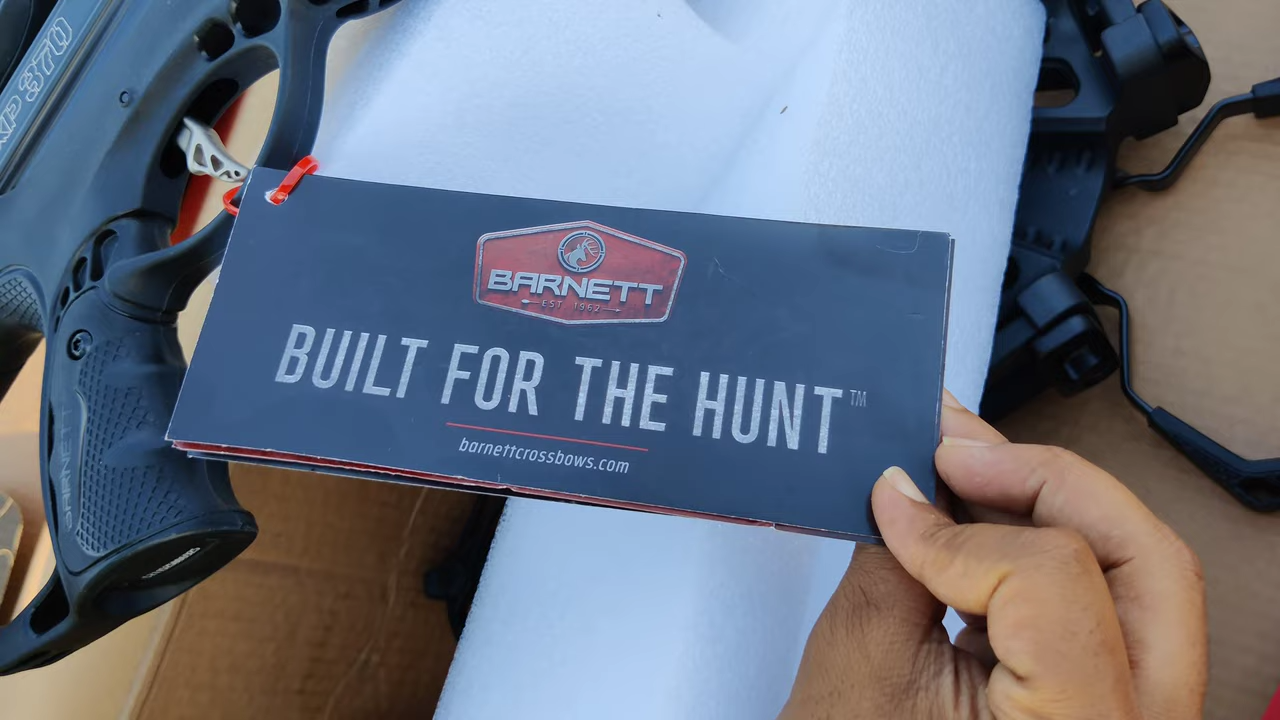 XP 370
BARNETT
EST 1962
BUILT FOR THE HUNT™
barnettcrossbows.com
BARNETT